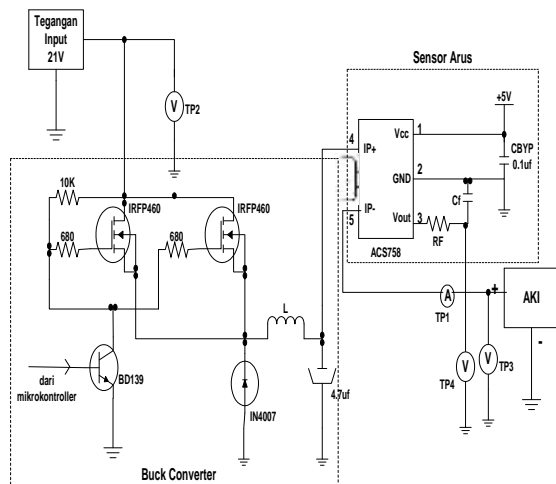 Tegangan
Input
21V
V
TP2
Sensor Arus
+5V
4
IP+
Vcc
1
CBYP
0.1uf
GND
2
Cf
IP-
5
Vout
3
RF
ACS758
10K
IRFP460
IRFP460
680
680
L
A
TP1
+
AKI
-
V
TP4
V
TP3
dari
mikrokontroller
BD139
IN4007
4.7uf
Buck Converter